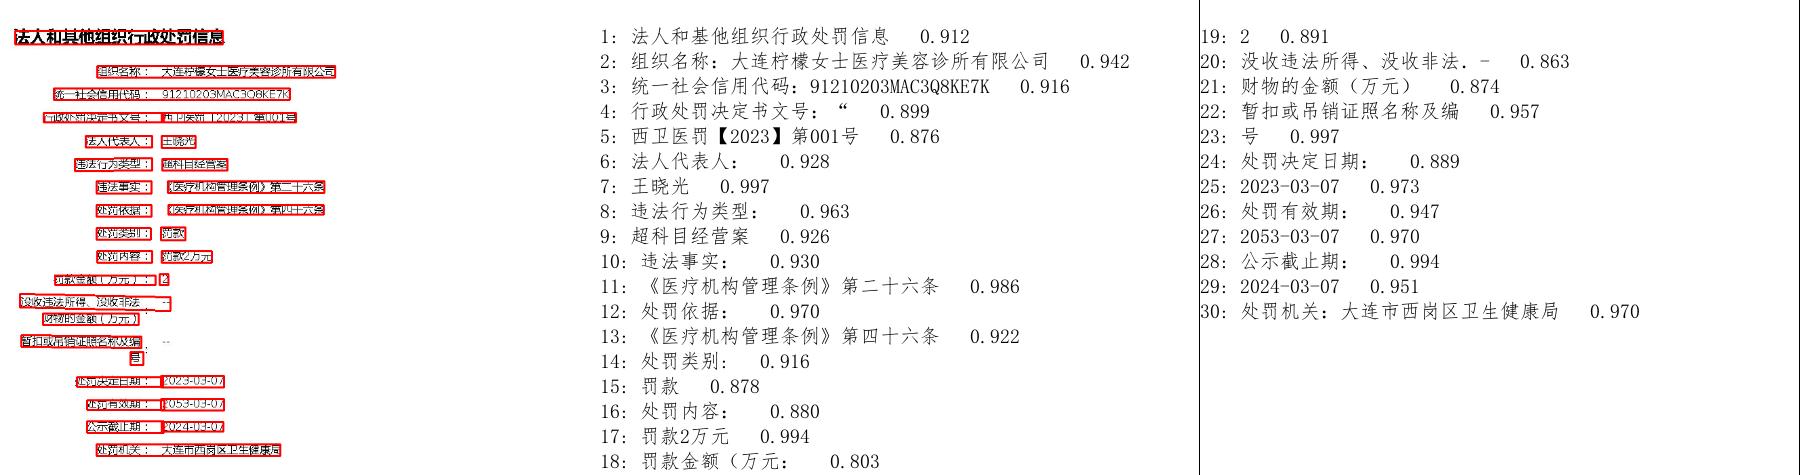 法人和其他组织行政处罚信息
组织名称： 大连柠檬女士医疗美容诊所有限公司
统一社会信用代码： 91210203MAC3Q8KE7K
行政处罚决定书文号： 西卫医罚【2023】第001号
法人代表人： 王晓光
违法行为类型： 超科目经营案
违法事实： 《医疗机构管理条例》第二十六条
处罚依据： 《医疗机构管理条例》第四十六条
处罚类别： 罚款
处罚内容： 罚款2万元
罚款金额（万元）： 2
没收违法所得、没收非法 --
财物的金额（万元）：
暂扣或吊销证照名称及编 --
号：
处罚决定日期： 2023-03-07
处罚有效期： 2053-03-07
公示截止期： 2024-03-07
处罚机关： 大连市西岗区卫生健康局
1: 法人和基他组织行政处罚信息 0.912
2: 组织名称：大连柠檬女士医疗美容诊所有限公司 0.942
3: 统一社会信用代码：91210203MAC3Q8KE7K 0.916
4: 行政处罚决定书文号：“ 0.899
5: 西卫医罚【2023】第001号 0.876
6: 法人代表人： 0.928
7: 王晓光 0.997
8: 违法行为类型： 0.963
9: 超科目经营案 0.926
10: 违法事实： 0.930
11: 《医疗机构管理条例》第二十六条 0.986
12: 处罚依据： 0.970
13: 《医疗机构管理条例》第四十六条 0.922
14: 处罚类别： 0.916
15: 罚款 0.878
16: 处罚内容： 0.880
17: 罚款2万元 0.994
18: 罚款金额（万元： 0.803
19: 2 0.891
20: 没收违法所得、没收非法．- 0.863
21: 财物的金额（万元） 0.874
22: 暂扣或吊销证照名称及编 0.957
23: 号 0.997
24: 处罚决定日期： 0.889
25: 2023-03-07 0.973
26: 处罚有效期： 0.947
27: 2053-03-07 0.970
28: 公示截止期： 0.994
29: 2024-03-07 0.951
30: 处罚机关：大连市西岗区卫生健康局 0.970